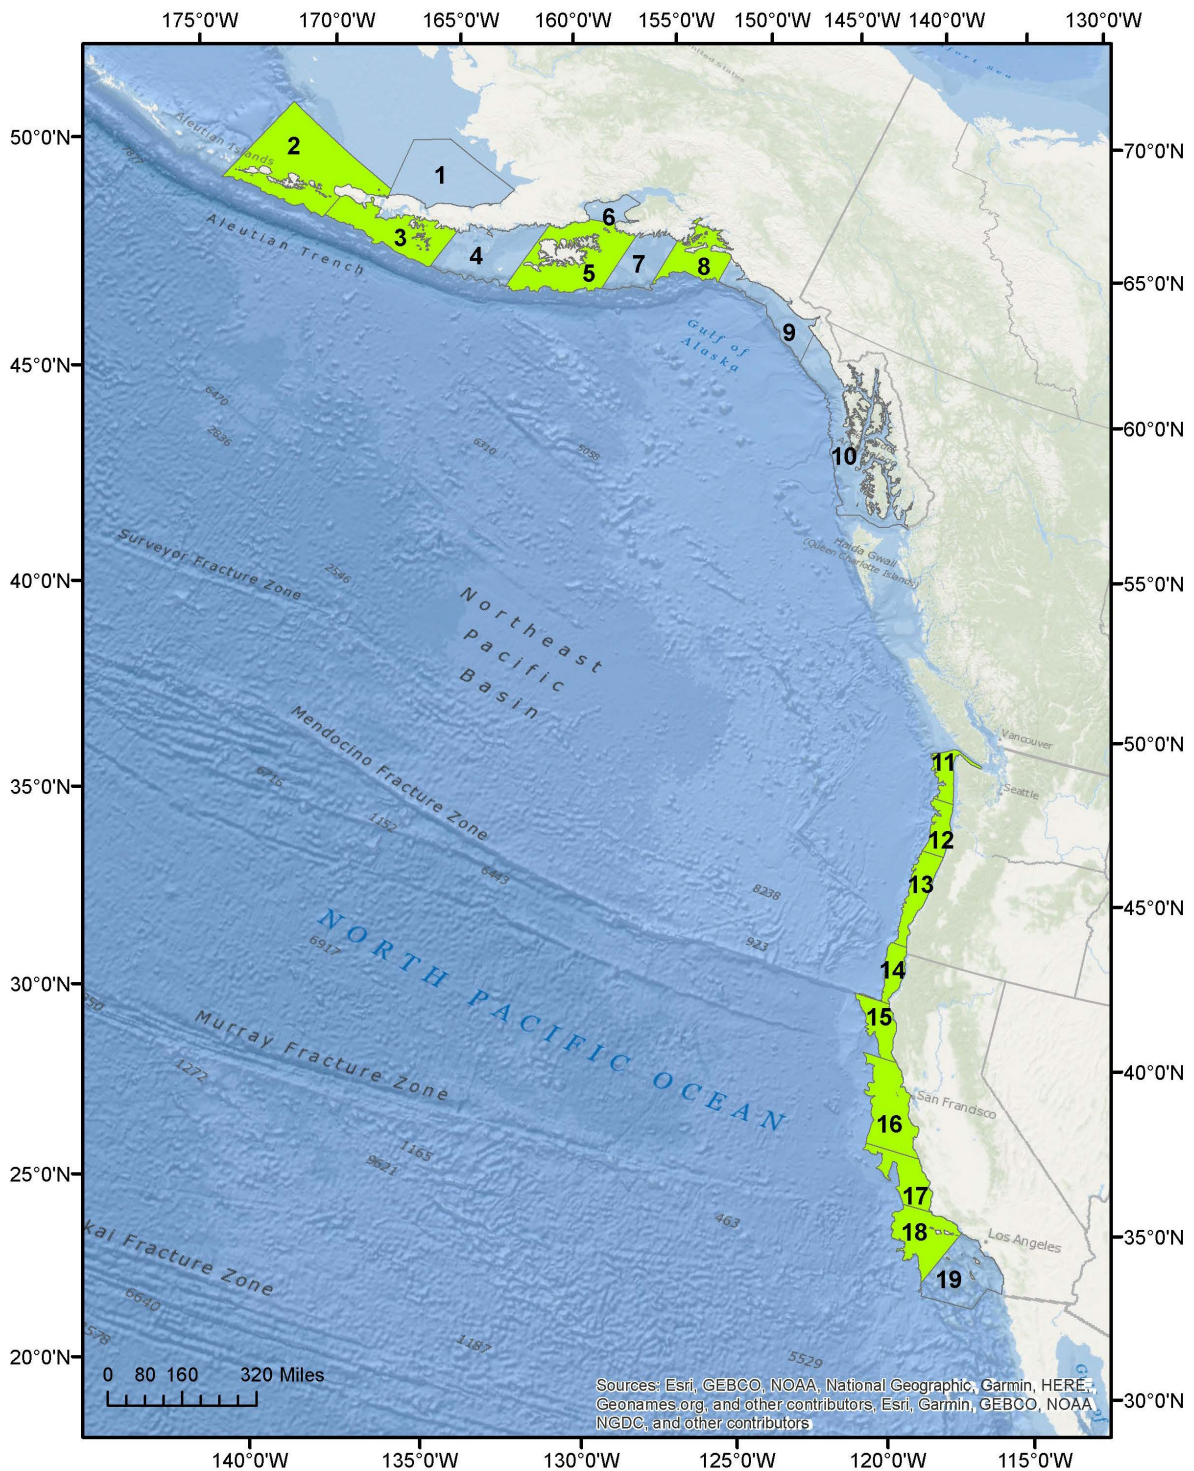 175°0'W 170°0'W 165°0'W 160°0'W 155°0'W 150°0'W 145°0'W 140°0'W 130°0'W
United States
50°0'N
70°0'N
Aleutian Islands
2
1
6
3
4
5
7
8
Aleutian Trench
65°0'N
Gulf of
Alaska
9
45°0'N
6470
2836
6310
5058
60°0'N
10
Surveyor Fracture Zone
2546
Haida Gwaii
(Queen Charlotte Islands)
40°0'N
55°0'N
Northeast
Pacific
Basin
Mendocino Fracture Zone
Vancouver
50°0'N
11
6716
35°0'N
Seattle
1152
12
6443
13
8238
45°0'N
NORTH PACIFIC OCEAN
6917
923
14
30°0'N
15
Murray Fracture Zone
1272
40°0'N
San Francisco
16
1165
9621
25°0'N
17
463
18
Los Angeles
35°0'N
kai Fracture Zone
19
6640
1578
1187
5529
20°0'N
0 80 160 320 Miles
30°0'N
Sources: Esri, GEBCO, NOAA, National Geographic, Garmin, HERE,
Geonames.org, and other contributors, Esri, Garmin, GEBCO, NOAA
NGDC, and other contributors
140°0'W 135°0'W 130°0'W 125°0'W 120°0'W 115°0'W